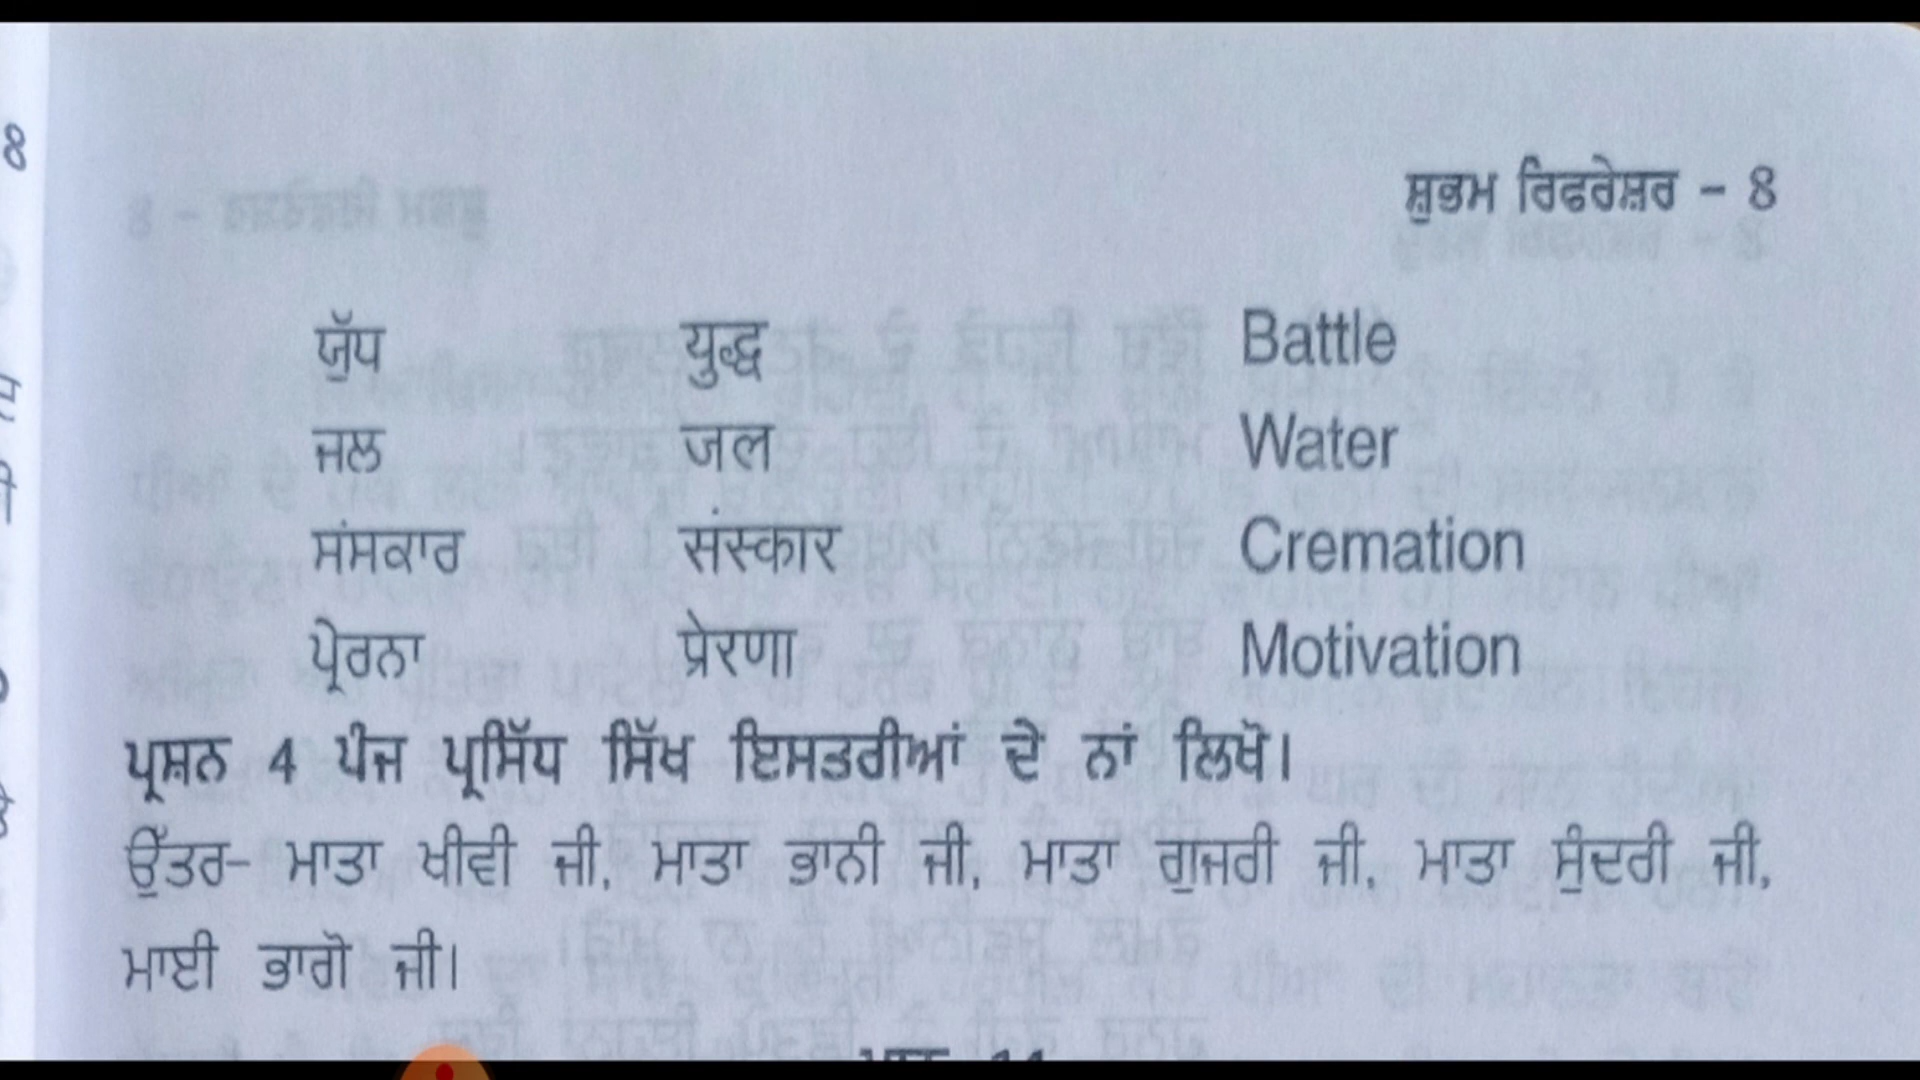 8
ਸ਼ੁਭਮ ਰਿਫਰੇਸ਼ਰ - 8
ਯੁੱਧ युद्ध Battle
ਜਲ जल Water
ਸੰਸਕਾਰ संस्कार Cremation
ਪ੍ਰੇਰਨਾ प्रेरणा Motivation
ਪ੍ਰਸ਼ਨ 4 ਪੰਜ ਪ੍ਰਸਿੱਧ ਸਿੱਖ ਇਸਤਰੀਆਂ ਦੇ ਨਾਂ ਲਿਖੋ।
ਉੱਤਰ- ਮਾਤਾ ਖੀਵੀ ਜੀ, ਮਾਤਾ ਭਾਨੀ ਜੀ, ਮਾਤਾ ਗੁਜਰੀ ਜੀ, ਮਾਤਾ ਸੁੰਦਰੀ ਜੀ,
ਮਾਈ ਭਾਗੋ ਜੀ।